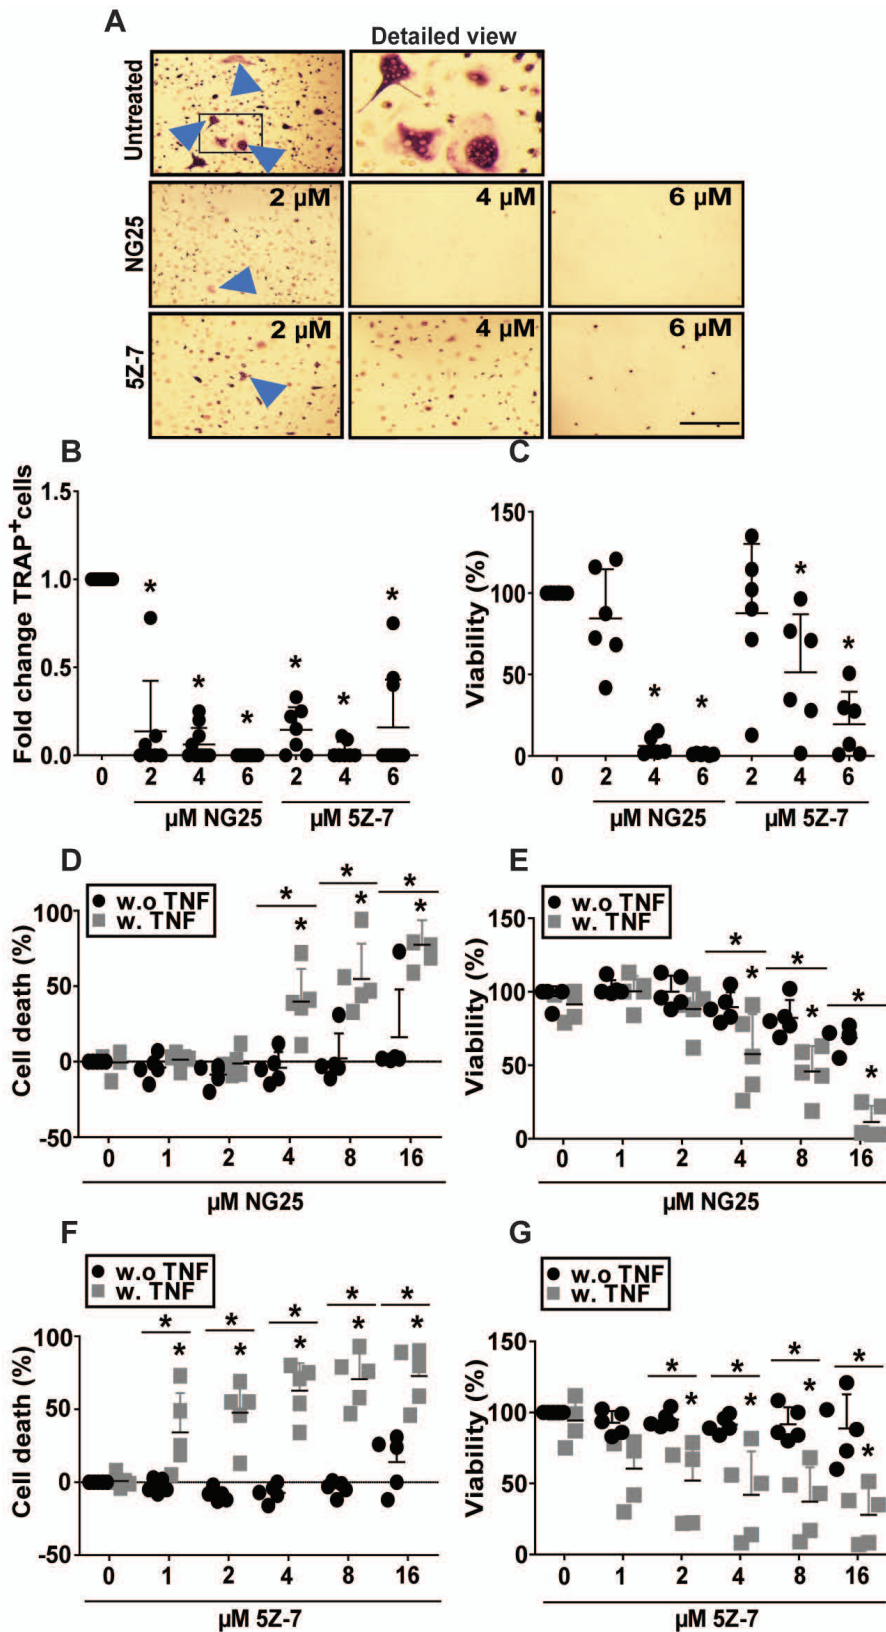 A
Detailed view
Untreated
NG25
2 µM
4 µM
6 µM
5Z-7
2 µM
4 µM
6 µM
B
Fold change TRAP+cells
1.5
1.0
0.5
0.0
* * * * * *
0 2 4 6 2 4 6
µM NG25 µM 5Z-7
C
Viability (%)
150
100
50
0
* * * *
0 2 4 6 2 4 6
µM NG25 µM 5Z-7
D
w.o TNF
w. TNF
Cell death (%)
100
50
0
-50
* * *
* * *
0 1 2 4 8 16
µM NG25
E
w.o TNF
w. TNF
Viability (%)
150
100
50
0
* * *
* * *
0 1 2 4 8 16
µM NG25
F
w.o TNF
w. TNF
Cell death (%)
100
50
0
-50
* * * * *
* * * * *
0 1 2 4 8 16
µM 5Z-7
G
w.o TNF
w. TNF
Viability (%)
150
100
50
0
* * * *
* * * *
0 1 2 4 8 16
µM 5Z-7